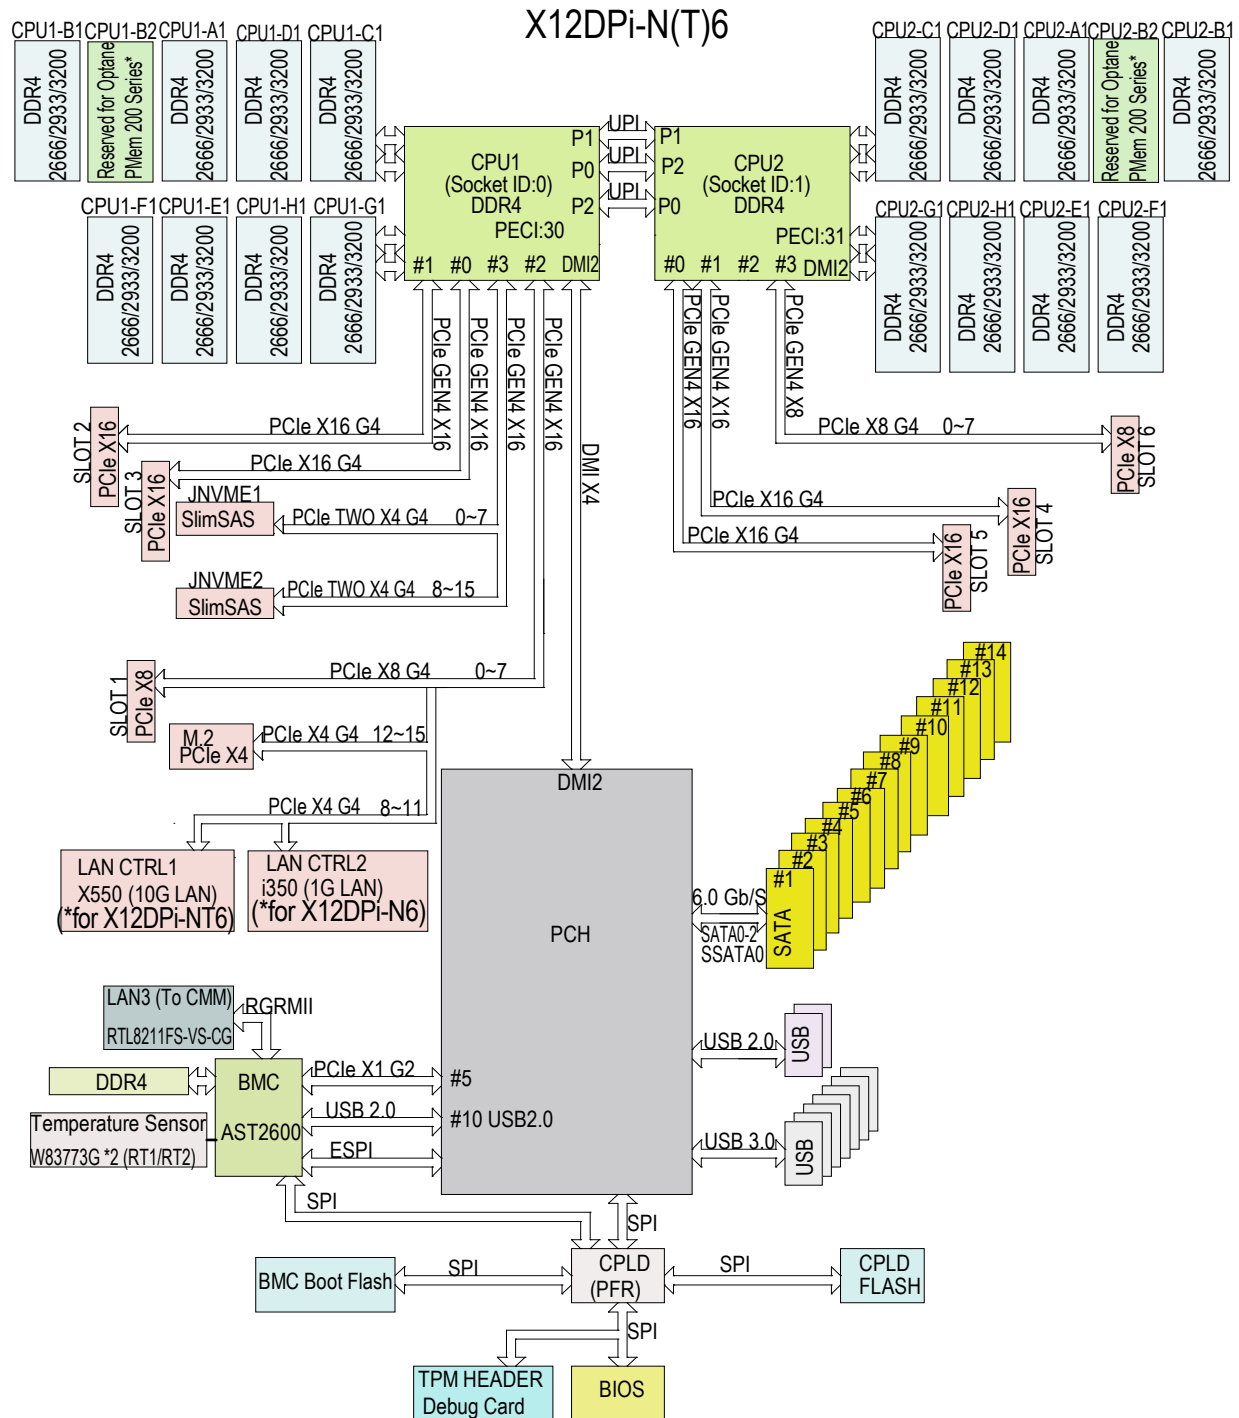 X12DPi-N(T)6
CPU1-B1
CPU1-B2
CPU1-A1
CPU1-D1
CPU1-C1
DDR4
2666/2933/3200
Reserved for Optane
PMem 200 Series*
DDR4
2666/2933/3200
DDR4
2666/2933/3200
DDR4
2666/2933/3200
CPU2-C1
CPU2-D1
CPU2-A1
CPU2-B2
CPU2-B1
DDR4
2666/2933/3200
DDR4
2666/2933/3200
DDR4
2666/2933/3200
Reserved for Optane
PMem 200 Series*
DDR4
2666/2933/3200
CPU1
(Socket ID:0)
DDR4
PECI:30
P1
P0
P2
#1
#0
#3
#2
DMI2
UPI
UPI
UPI
P1
P2
P0
CPU2
(Socket ID:1)
DDR4
PECI:31
#0
#1
#2
#3
DMI2
CPU1-F1
CPU1-E1
CPU1-H1
CPU1-G1
DDR4
2666/2933/3200
DDR4
2666/2933/3200
DDR4
2666/2933/3200
DDR4
2666/2933/3200
CPU2-G1
CPU2-H1
CPU2-E1
CPU2-F1
DDR4
2666/2933/3200
DDR4
2666/2933/3200
DDR4
2666/2933/3200
DDR4
2666/2933/3200
PCIe GEN4 X16
PCIe GEN4 X16
PCIe GEN4 X16
PCIe GEN4 X16
DMI X4
PCIe GEN4 X16
PCIe GEN4 X16
PCIe GEN4 X8
SLOT 2
PCIe X16
PCIe X16 G4
SLOT 3
PCIe X16
PCIe X16 G4
JNVME1
SlimSAS
PCIe TWO X4 G4 0~7
JNVME2
SlimSAS
PCIe TWO X4 G4 8~15
PCIe X8 G4 0~7
PCIe X8
SLOT 6
PCIe X16 G4
PCIe X16
SLOT 4
PCIe X16 G4
PCIe X16
SLOT 5
SLOT 1
PCIe X8
PCIe X8 G4 0~7
M.2
PCIe X4
PCIe X4 G4 12~15
PCIe X4 G4 8~11
LAN CTRL1
X550 (10G LAN)
(*for X12DPi-NT6)
LAN CTRL2
i350 (1G LAN)
(*for X12DPi-N6)
DMI2
PCH
#5
#10 USB2.0
#14
#13
#12
#11
#10
#9
#8
#7
#6
#5
#4
#3
#2
#1
SATA
6.0 Gb/S
SATA0-2
SSATA0
USB 2.0
USB
USB 3.0
USB
LAN3 (To CMM)
RTL8211FS-VS-CG
RGRMII
DDR4
BMC
AST2600
Temperature Sensor
W83773G *2 (RT1/RT2)
PCIe X1 G2
USB 2.0
ESPI
SPI
SPI
BMC Boot Flash
SPI
CPLD
(PFR)
SPI
CPLD
FLASH
SPI
TPM HEADER
Debug Card
BIOS